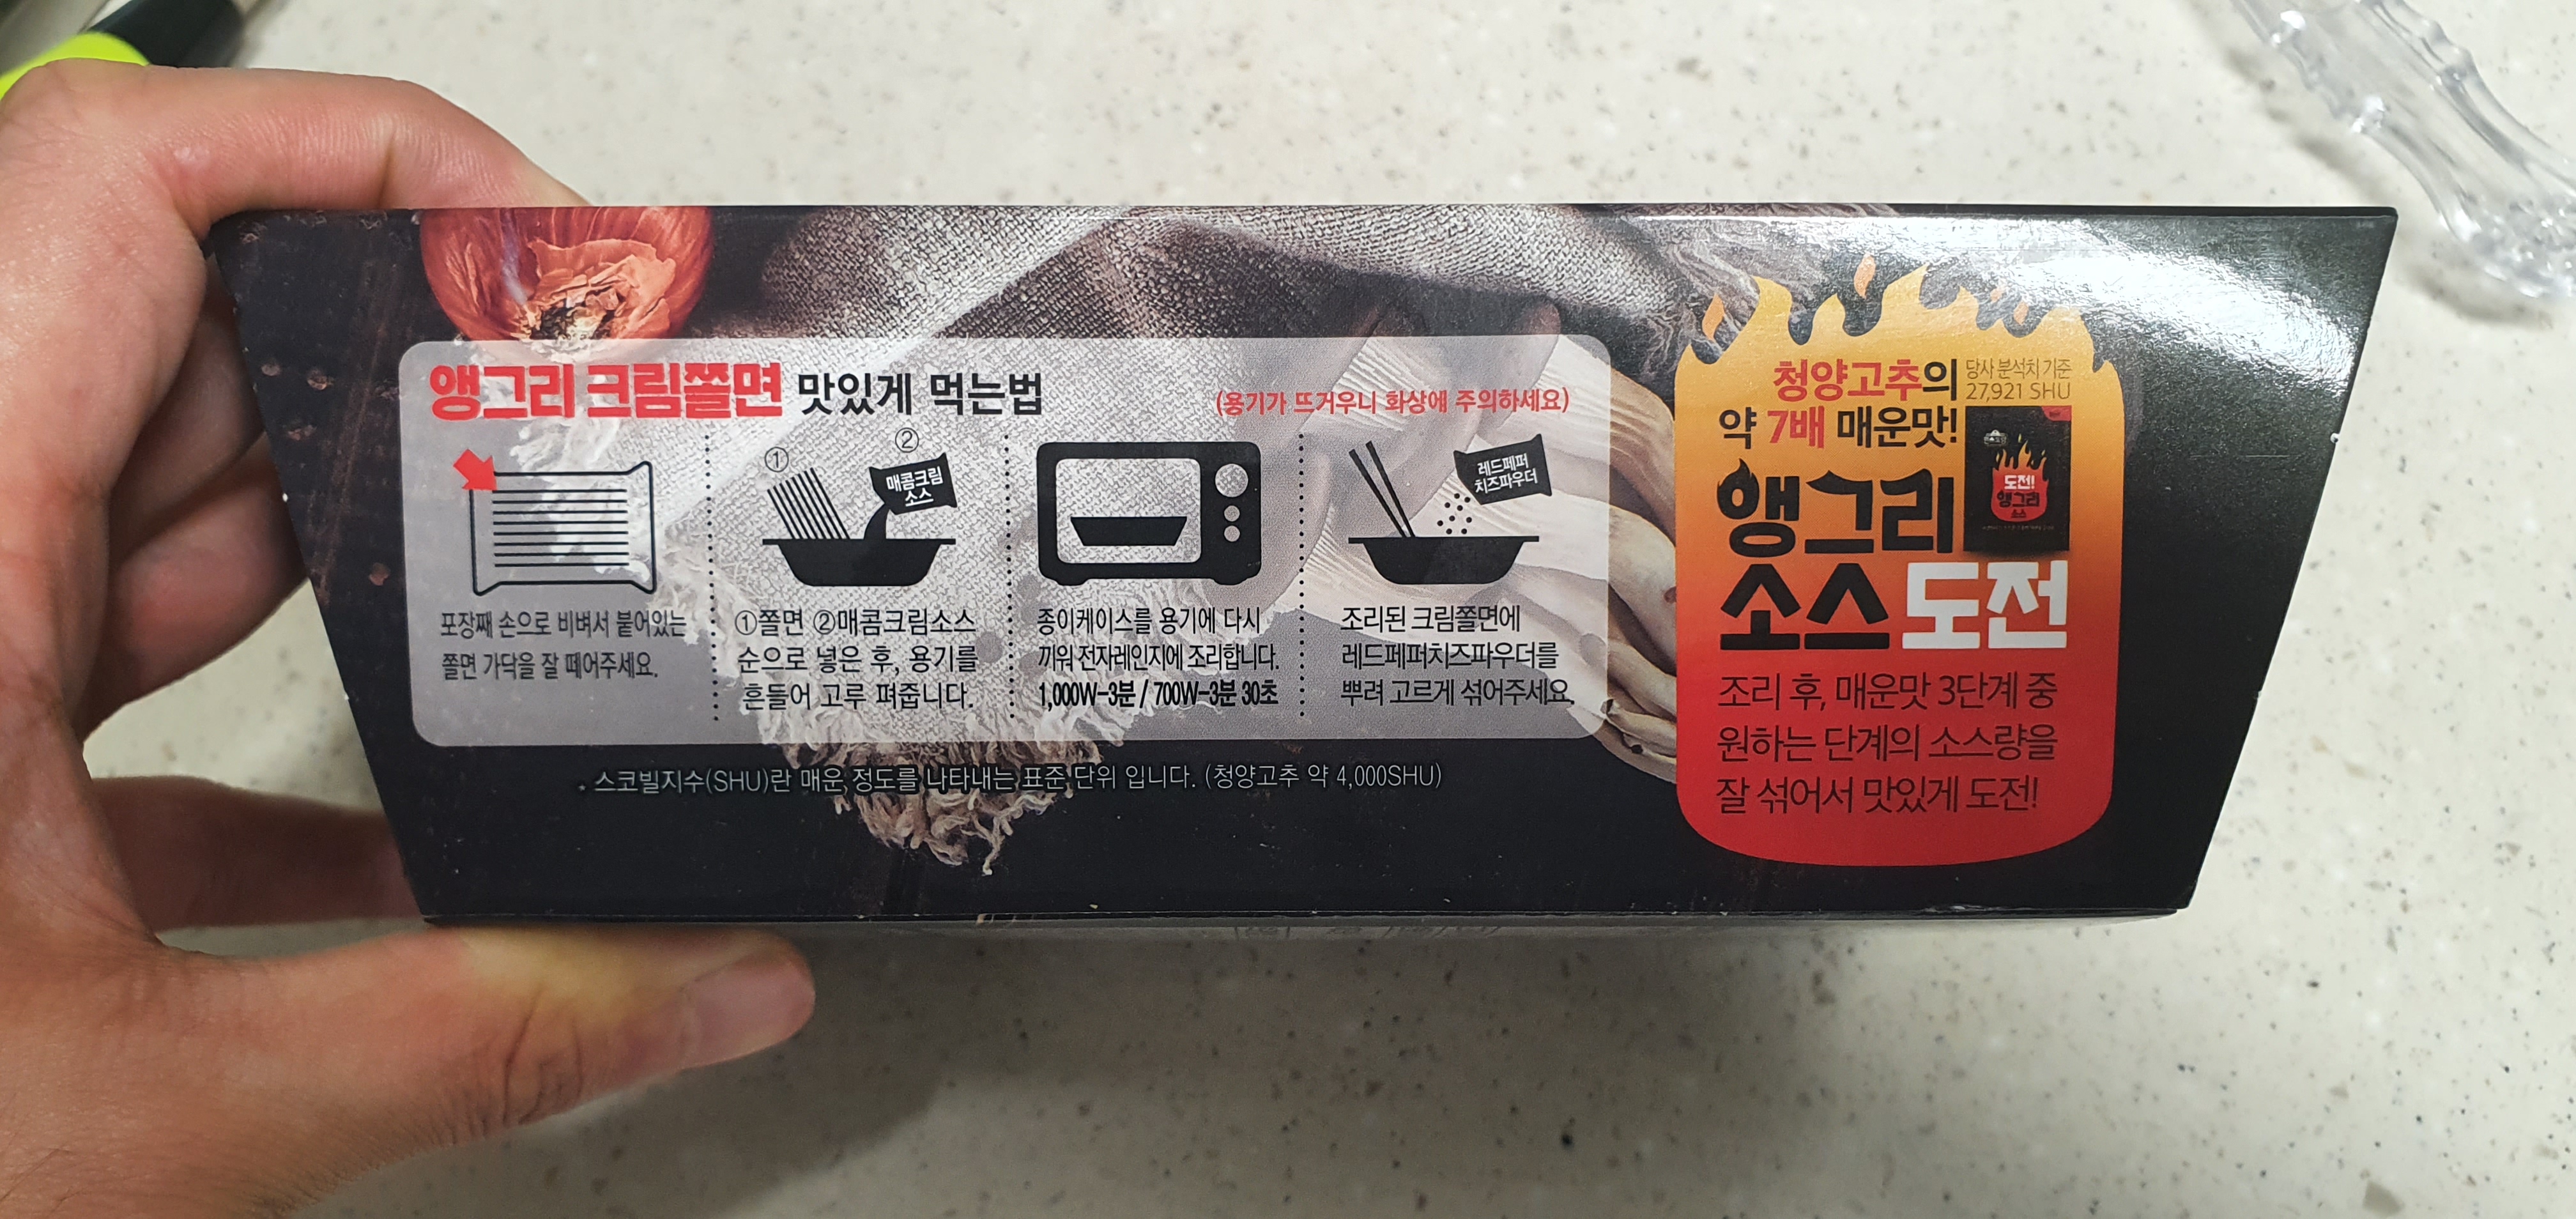 앵그리 크림쫄면 맛있게 먹는법
(용기가 뜨거우니 화상에 주의하세요)
포장째 손으로 비벼서 붙어있는
쫄면 가닥을 잘 떼어주세요.
① ②
매콤크림
소스
①쫄면 ②매콤크림소스
순으로 넣은 후, 용기를
흔들어 고루 펴줍니다.
종이케이스를 용기에 다시
끼워 전자레인지에 조리합니다.
1,000W-3분 / 700W-3분 30초
레드페퍼
치즈파우더
조리된 크림쫄면에
레드페퍼치즈파우더를
뿌려 고르게 섞어주세요.
• 스코빌지수(SHU)란 매운 정도를 나타내는 표준 단위 입니다. (청양고추 약 4,000SHU)
청양고추의 당사 분석치 기준
27,921 SHU
약 7배 매운맛!
앵그리
소스 도전
도전!
앵그리
소스
조리 후, 매운맛 3단계 중
원하는 단계의 소스량을
잘 섞어서 맛있게 도전!